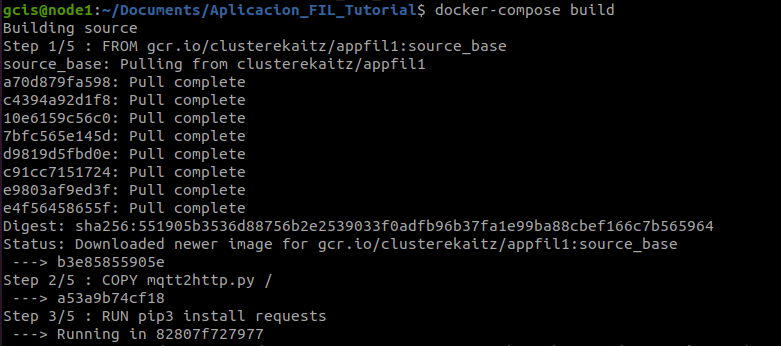 gcis@node1:~/Documents/Aplicacion_FIL_Tutorial$ docker-compose build
Building source
Step 1/5 : FROM gcr.io/clusterekaitz/appfil1:source_base
source_base: Pulling from clusterekaitz/appfil1
a70d879fa598: Pull complete
c4394a92d1f8: Pull complete
10e6159c56c0: Pull complete
7bfc565e145d: Pull complete
d9819d5fbd0e: Pull complete
c91cc7151724: Pull complete
e9803af9ed3f: Pull complete
e4f56458655f: Pull complete
Digest: sha256:551905b3536d88756b2e2539033f0adfb96b37fa1e99ba88cbef166c7b565964
Status: Downloaded newer image for gcr.io/clusterekaitz/appfil1:source_base
 ---> b3e85855905e
Step 2/5 : COPY mqtt2http.py /
 ---> a53a9b74cf18
Step 3/5 : RUN pip3 install requests
 ---> Running in 82807f727977